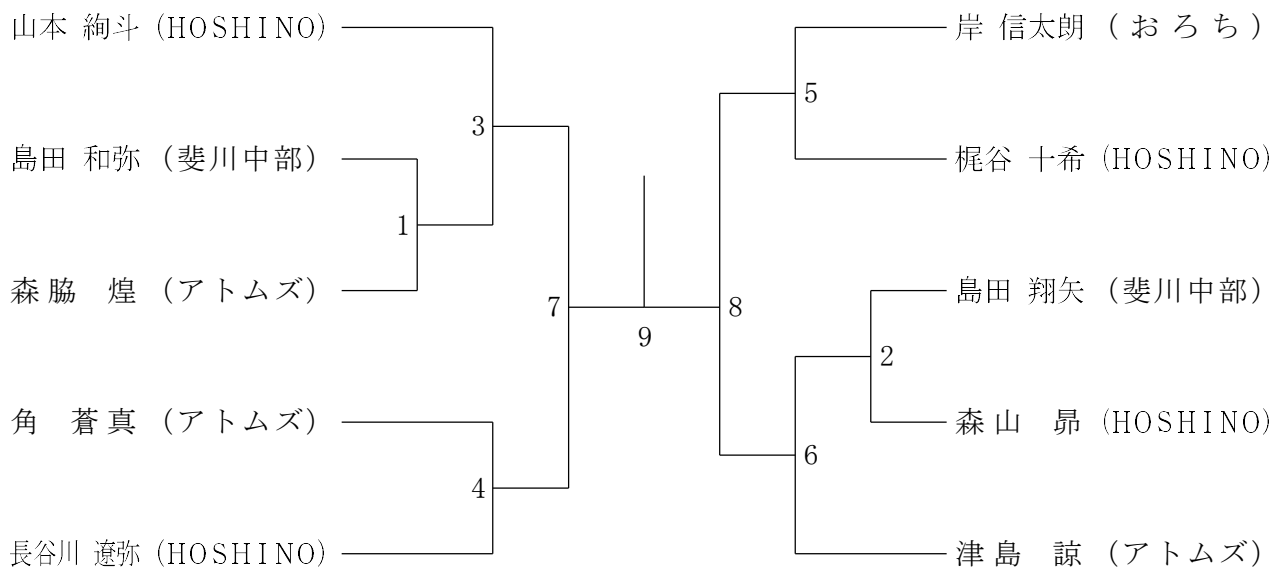 山本 絢斗 (HOSHINO)
3
島田 和弥 (斐川中部)
1
森脇 煌 (アトムズ)
7
角 蒼真 (アトムズ)
4
長谷川 遼弥 (HOSHINO)
9
岸 信太朗 (おろち)
5
梶谷 十希 (HOSHINO)
8
島田 翔矢 (斐川中部)
2
森山 昴 (HOSHINO)
6
津島 諒 (アトムズ)